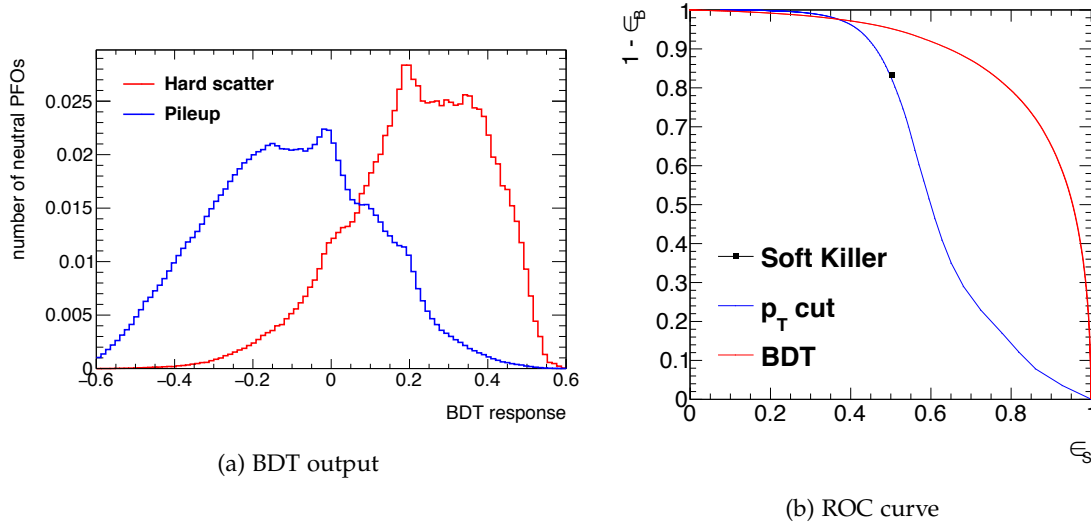 number of neutral PFOs
0.025
0.02
0.015
0.01
0.005
0
Hard scatter
Pileup
−0.6 −0.4 −0.2 0 0.2 0.4 0.6
BDT response
(a) BDT output
1 - ∈B
1
0.9
0.8
0.7
0.6
0.5
0.4
0.3
0.2
0.1
0
Soft Killer
pT cut
BDT
0 0.2 0.4 0.6 0.8 1
∈S
(b) ROC curve